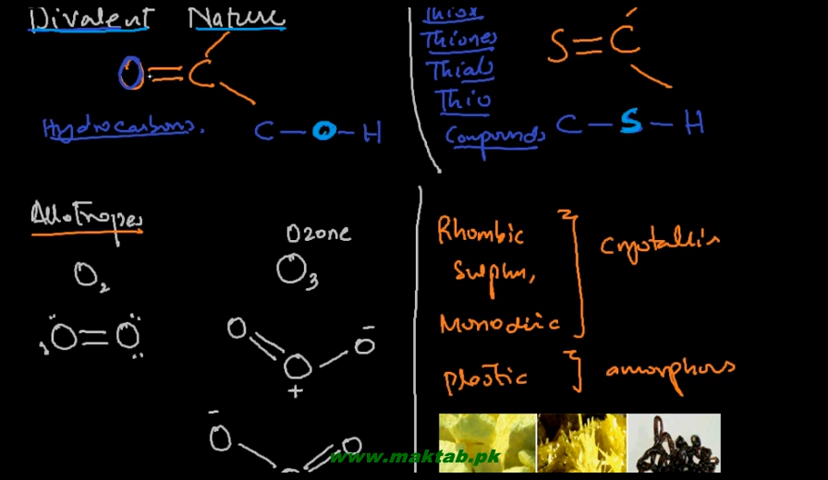 Divalent Nature
O=C
Hydrocarbons.
C-O-H
Thiones
Thials
Thio
Compounds
S=C
C-S-H
Allotropes
O2
Ozone
O3
O=O
O O -
O
+
- O O
Rhombic
Sulphur,
Monoclinic
Crystallin
plastic
amorphous
www.maktab.pk